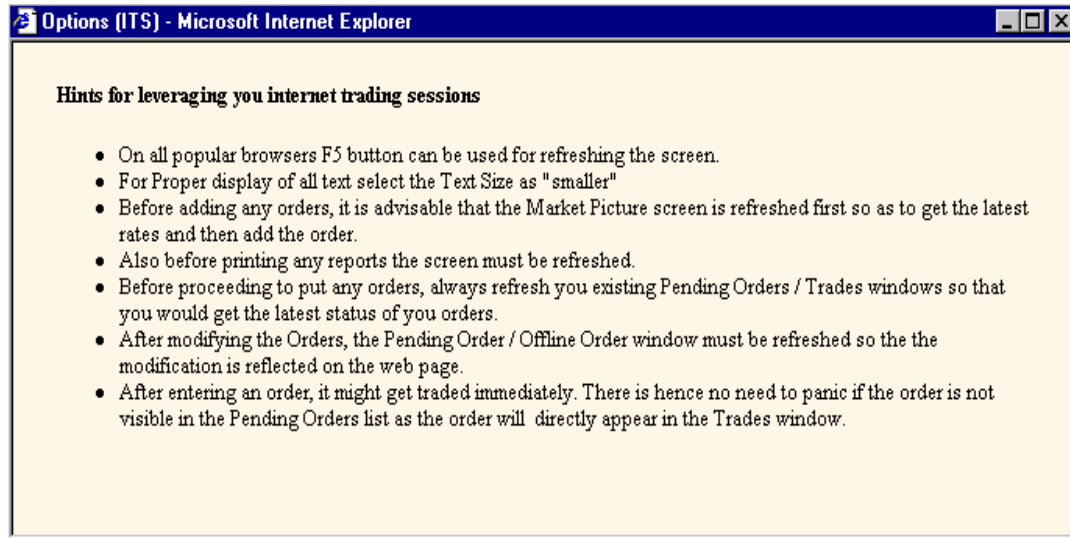 Options (ITS) - Microsoft Internet Explorer
Hints for leveraging you internet trading sessions
● On all popular browsers F5 button can be used for refreshing the screen.
● For Proper display of all text select the Text Size as "smaller"
● Before adding any orders, it is advisable that the Market Picture screen is refreshed first so as to get the latest
rates and then add the order.
● Also before printing any reports the screen must be refreshed.
● Before proceeding to put any orders, always refresh you existing Pending Orders / Trades windows so that
you would get the latest status of you orders.
● After modifying the Orders, the Pending Order / Offline Order window must be refreshed so the the
modification is reflected on the web page.
● After entering an order, it might get traded immediately. There is hence no need to panic if the order is not
visible in the Pending Orders list as the order will directly appear in the Trades window.